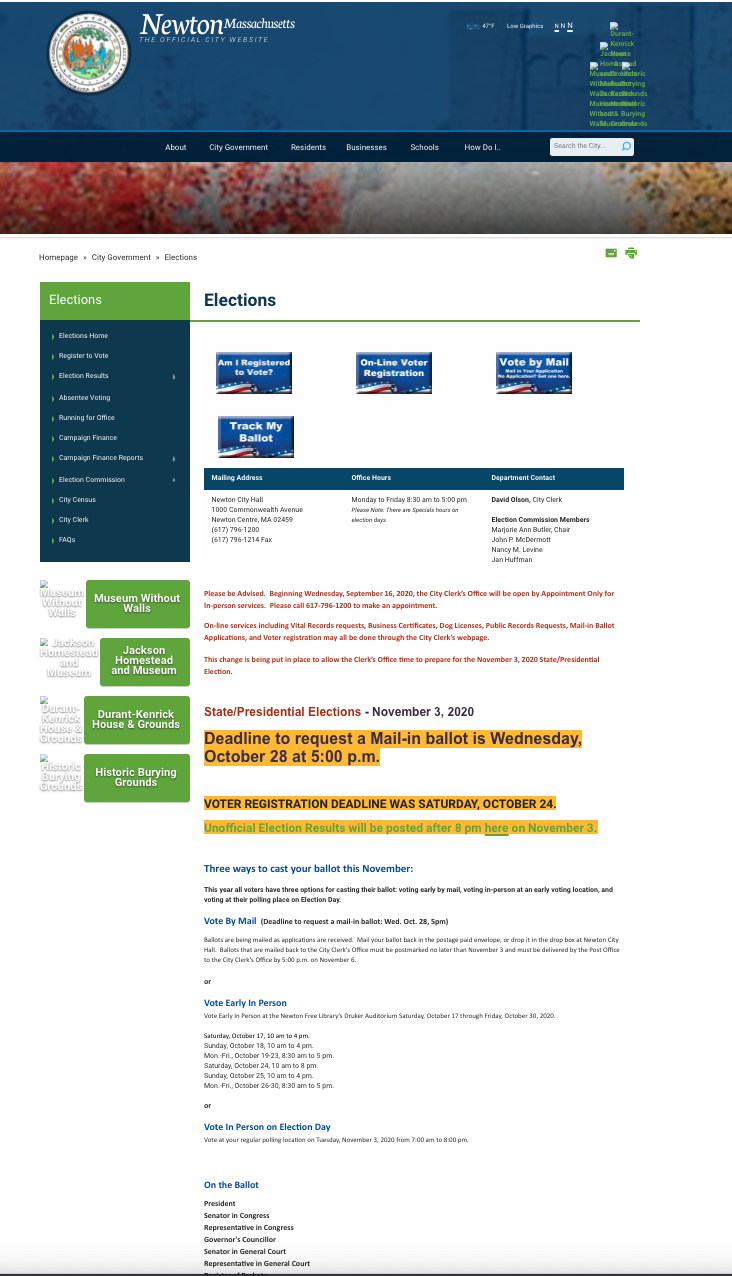 Newton Massachusetts
THE OFFICIAL CITY WEBSITE
47°F Low Graphics N N N
About City Government Residents Businesses Schools How Do I..
Search the City...
Homepage » City Government » Elections
Elections
Elections Home
Register to Vote
Election Results
Absentee Voting
Running for Office
Campaign Finance
Campaign Finance Reports
Election Commission
City Census
City Clerk
FAQs
Museum Without Walls
Museum Without
Walls
Jackson Homestead and Museum
Jackson
Homestead
and Museum
Durant-Kenrick House & Grounds
Durant-Kenrick
House & Grounds
Historic Burying Grounds
Historic Burying
Grounds
Elections
Am I Registered
to Vote?
On-Line Voter
Registration
Vote by Mail
Mail in Your Application
No Application? Get one here.
Track My
Ballot
Mailing Address Office Hours Department Contact
Newton City Hall
1000 Commonwealth Avenue
Newton Centre, MA 02459
(617) 796-1200
(617) 796-1214 Fax
Monday to Friday 8:30 am to 5:00 pm
Please Note: There are Specials hours on
election days
David Olson, City Clerk
Election Commission Members
Marjorie Ann Butler, Chair
John P. McDermott
Nancy M. Levine
Jan Huffman
Please be Advised. Beginning Wednesday, September 16, 2020, the City Clerk's Office will be open by Appointment Only for
In-person services. Please call 617-796-1200 to make an appointment.
On-line services including Vital Records requests, Business Certificates, Dog Licenses, Public Records Requests, Mail-in Ballot
Applications, and Voter registration may all be done through the City Clerk's webpage.
This change is being put in place to allow the Clerk's Office time to prepare for the November 3, 2020 State/Presidential
Election.
State/Presidential Elections - November 3, 2020
Deadline to request a Mail-in ballot is Wednesday,
October 28 at 5:00 p.m.
VOTER REGISTRATION DEADLINE WAS SATURDAY, OCTOBER 24.
Unofficial Election Results will be posted after 8 pm here on November 3.
Three ways to cast your ballot this November:
This year all voters have three options for casting their ballot: voting early by mail, voting in-person at an early voting location, and
voting at their polling place on Election Day.
Vote By Mail (Deadline to request a mail-in ballot: Wed. Oct. 28, 5pm)
Ballots are being mailed as applications are received. Mail your ballot back in the postage paid envelope, or drop it in the drop box at Newton City
Hall. Ballots that are mailed back to the City Clerk's Office must be postmarked no later than November 3 and must be delivered by the Post Office
to the City Clerk's Office by 5:00 p.m. on November 6.
or
Vote Early In Person
Vote Early In Person at the Newton Free Library's Druker Auditorium Saturday, October 17 through Friday, October 30, 2020.
Saturday, October 17, 10 am to 4 pm.
Sunday, October 18, 10 am to 4 pm.
Mon.-Fri., October 19-23, 8:30 am to 5 pm.
Saturday, October 24, 10 am to 8 pm.
Sunday, October 25, 10 am to 4 pm.
Mon.-Fri., October 26-30, 8:30 am to 5 pm.
or
Vote In Person on Election Day
Vote at your regular polling location on Tuesday, November 3, 2020 from 7:00 am to 8:00 pm.
On the Ballot
President
Senator in Congress
Representative in Congress
Governor's Councillor
Senator in General Court
Representative in General Court